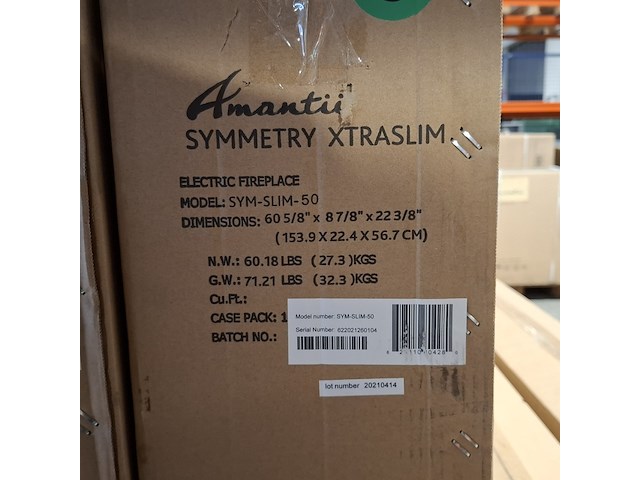 Amantii
SYMMETRY XTRASLIM
ELECTRIC FIREPLACE
MODEL: SYM-SLIM-50
DIMENSIONS: 60 5/8" x 8 7/8" x 22 3/8"
(153.9 X 22.4 X 56.7 CM)
N.W.: 60.18 LBS (27.3) KGS
G.W.: 71.21 LBS (32.3) KGS
Cu.Ft.:
CASE PACK: 1
BATCH NO.:
Model number: SYM-SLIM-50
Serial Number: 622021260104
lot number 20210414